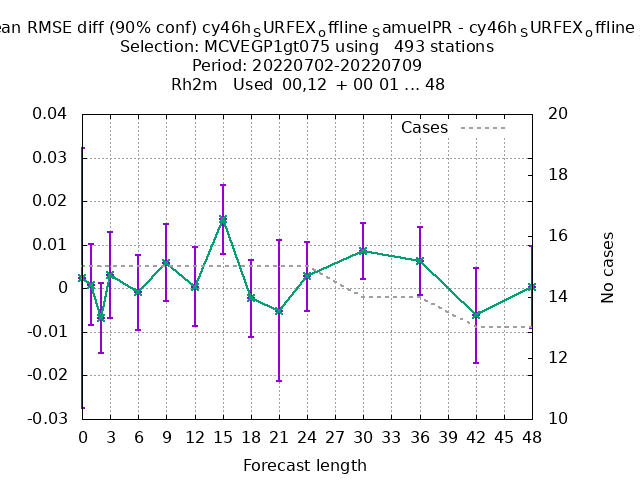 ean RMSE diff (90% conf) cy46hSURFEXoffline SamuelPR - cy46hSURFEXoffline
Selection: MCVEGP1gt075 using 493 stations
Period: 20220702-20220709
Rh2m Used 00,12 + 00 01 ... 48
Cases
0.04
0.03
0.02
0.01
0
-0.01
-0.02
-0.03
20
18
16
14
12
10
No cases
0 3 6 9 12 15 18 21 24 27 30 33 36 39 42 45 48
Forecast length